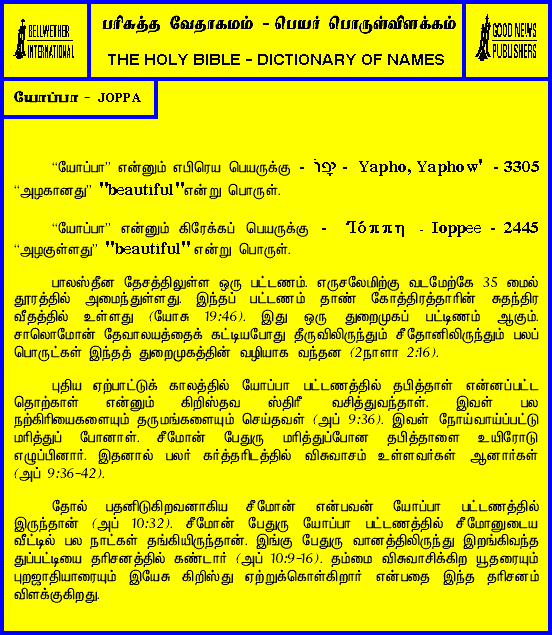 BELLWETHER
INTERNATIONAL
பரிசுத்த வேதாகமம் - பெயர் பொருள்விளக்கம்
THE HOLY BIBLE - DICTIONARY OF NAMES
GOOD NEWS
PUBLISHERS
யோப்பா - JOPPA
“யோப்பா” என்னும் எபிரெய பெயருக்கு - יפו - Yapho, Yaphow' - 3305
“அழகானது” "beautiful"என்று பொருள்.
“யோப்பா” என்னும் கிரேக்கப் பெயருக்கு - Ἰόππη - Ioppee - 2445
“அழகுள்ளது” "beautiful" என்று பொருள்.
பாலஸ்தீன தேசத்திலுள்ள ஒரு பட்டணம். எருசலேமிற்கு வடமேற்கே 35 மைல்
தூரத்தில் அமைந்துள்ளது. இந்தப் பட்டணம் தாண் கோத்திரத்தாரின் சுதந்திர
வீதத்தில் உள்ளது (யோசு 19:46). இது ஒரு துறைமுகப் பட்டிணம் ஆகும்.
சாலொமோன் தேவாலயத்தைக் கட்டியபோது தீருவிலிருந்தும் சீதோனிலிருந்தும் பலப்
பொருட்கள் இந்தத் துறைமுகத்தின் வழியாக வந்தன (2நாளா 2:16).
புதிய ஏற்பாட்டுக் காலத்தில் யோப்பா பட்டணத்தில் தபித்தாள் என்னப்பட்ட
தொற்காள் என்னும் கிறிஸ்தவ ஸ்திரீ வசித்துவந்தாள். இவள் பல
நற்கிரியைகளையும் தருமங்களையும் செய்தவள் (அப் 9:36). இவள் நோய்வாய்ப்பட்டு
மரித்துப் போனாள். சீமோன் பேதுரு மரித்துப்போன தபித்தாளை உயிரோடு
எழுப்பினார். இதனால் பலர் கர்த்தரிடத்தில் விசுவாசம் உள்ளவர்கள் ஆனார்கள்
(அப் 9:36-42).
தோல் பதனிடுகிறவனாகிய சீமோன் என்பவன் யோப்பா பட்டணத்தில்
இருந்தான் (அப் 10:32). சீமோன் பேதுரு யோப்பா பட்டணத்தில் சீமோனுடைய
வீட்டில் பல நாட்கள் தங்கியிருந்தான். இங்கு பேதுரு வானத்திலிருந்து இறங்கிவந்த
துப்பட்டியை தரிசனத்தில் கண்டார் (அப் 10:9-16). தம்மை விசுவாசிக்கிற யூதரையும்
புறஜாதியாரையும் இயேசு கிறிஸ்து ஏற்றுக்கொள்கிறார் என்பதை இந்த தரிசனம்
விளக்குகிறது.